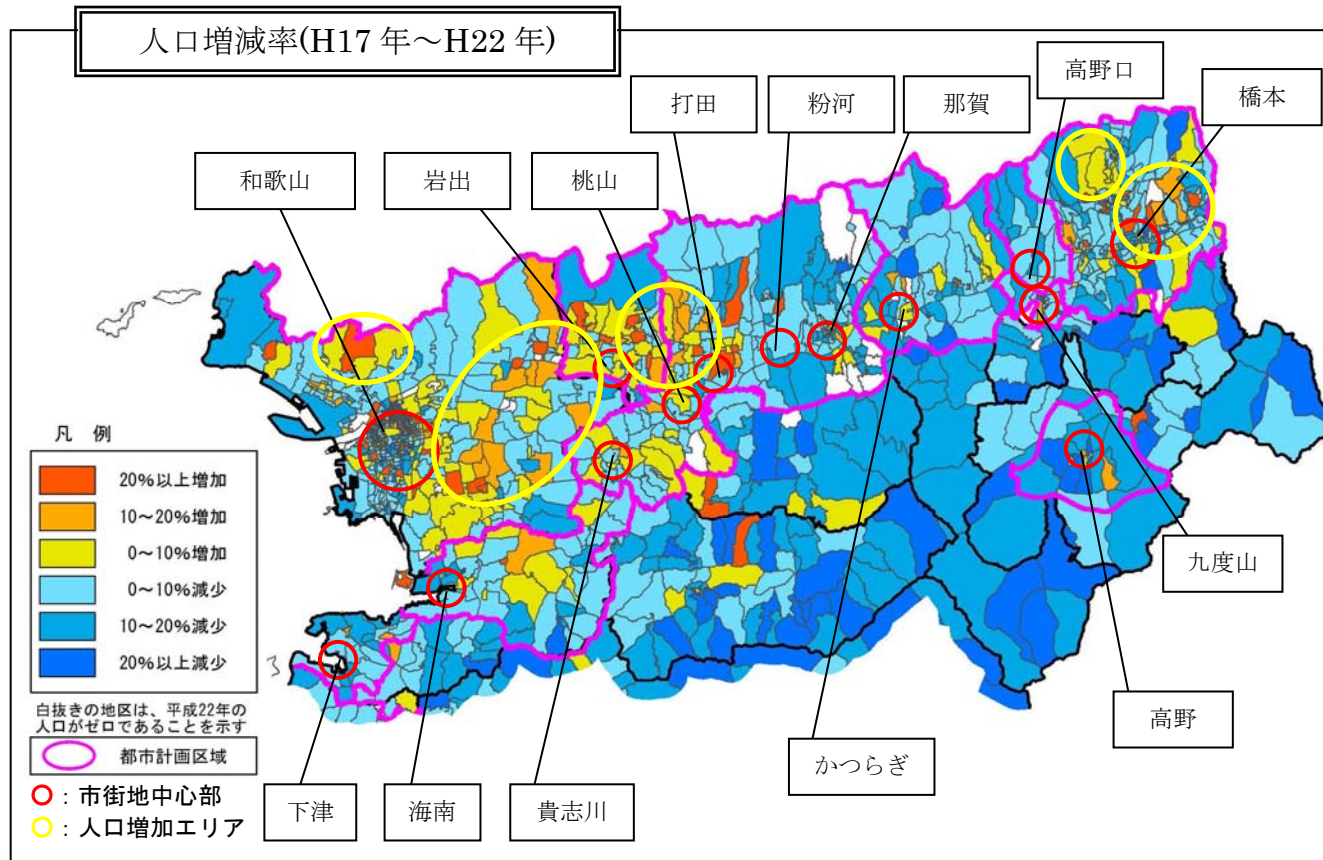 人口増減率(H17 年～H22 年)
高野口
打田
粉河
那賀
橋本
和歌山
岩出
桃山
凡 例
20%以上増加
10～20%増加
0～10%増加
0～10%減少
10～20%減少
20%以上減少
白抜きの地区は、平成22年の
人口がゼロであることを示す
都市計画区域
：市街地中心部
：人口増加エリア
九度山
高野
かつらぎ
下津
海南
貴志川